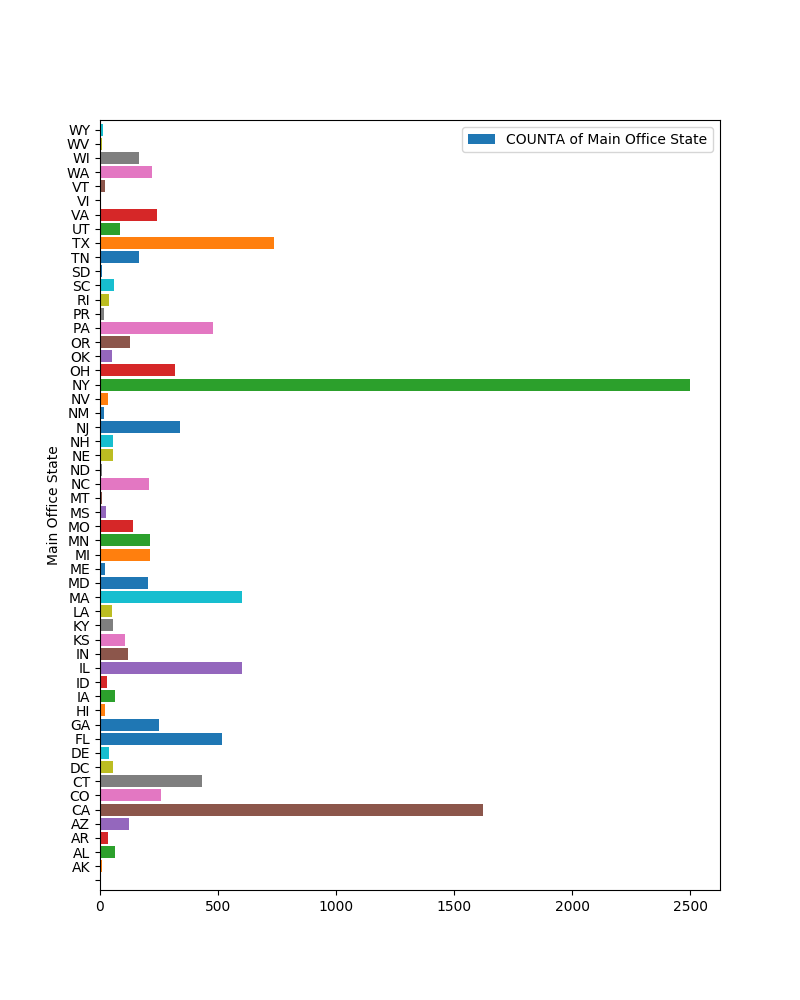 COUNTA of Main Office State
WY
WV
WI
WA
VT
VI
VA
UT
TX
TN
SD
SC
RI
PR
PA
OR
OK
OH
NY
NV
NM
NJ
NH
NE
ND
NC
MT
MS
MO
MN
MI
ME
MD
MA
LA
KY
KS
IN
IL
ID
IA
HI
GA
FL
DE
DC
CT
CO
CA
AZ
AR
AL
AK
Main Office State
0 500 1000 1500 2000 2500